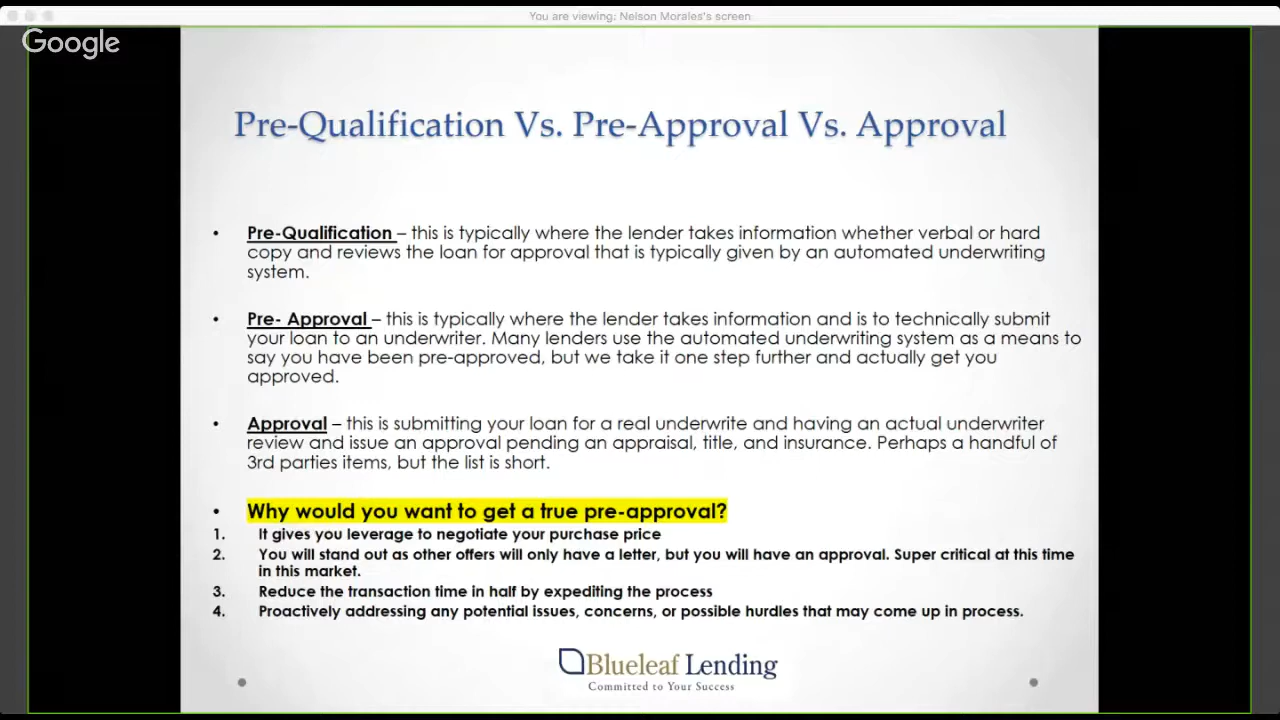 You are viewing: Nelson Morales's screen
Google
Pre-Qualification Vs. Pre-Approval Vs. Approval
• Pre-Qualification – this is typically where the lender takes information whether verbal or hard
copy and reviews the loan for approval that is typically given by an automated underwriting
system.
• Pre- Approval – this is typically where the lender takes information and is to technically submit
your loan to an underwriter. Many lenders use the automated underwriting system as a means to
say you have been pre-approved, but we take it one step further and actually get you
approved.
• Approval – this is submitting your loan for a real underwrite and having an actual underwriter
review and issue an approval pending an appraisal, title, and insurance. Perhaps a handful of
3rd parties items, but the list is short.
• Why would you want to get a true pre-approval?
1. It gives you leverage to negotiate your purchase price
2. You will stand out as other offers will only have a letter, but you will have an approval. Super critical at this time
in this market.
3. Reduce the transaction time in half by expediting the process
4. Proactively addressing any potential issues, concerns, or possible hurdles that may come up in process.
Blueleaf Lending
Committed to Your Success